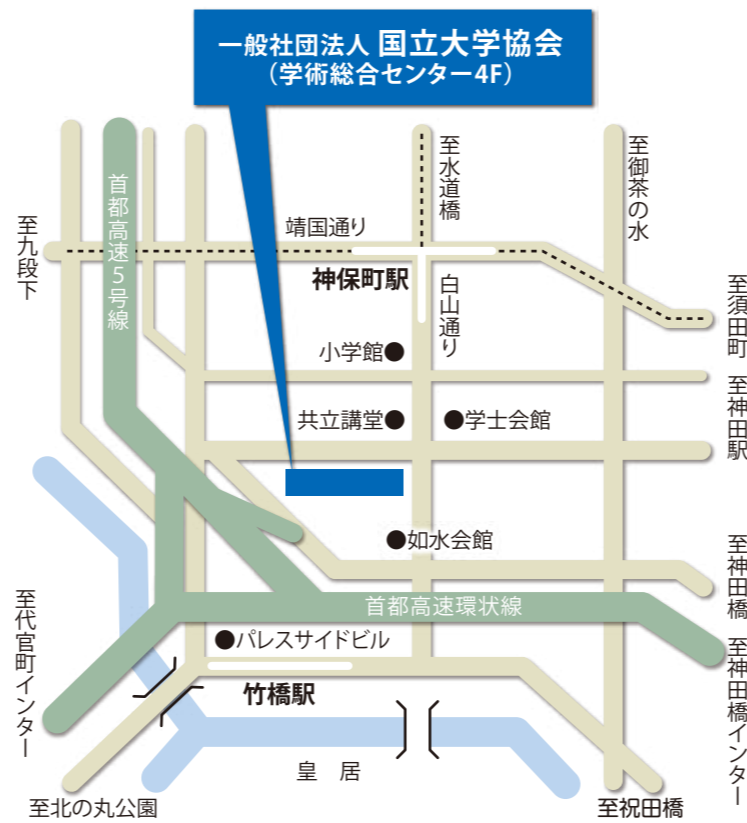 一般社団法人 国立大学協会
（学術総合センター4F）
至水道橋
至御茶の水
首都高速5号線
至九段下
靖国通り
神保町駅
白山通り
至須田町
小学館●
至神田駅
共立講堂●
●学士会館
●如水会館
至神田橋
至代官町インター
首都高速環状線
●パレスサイドビル
至神田橋インター
竹橋駅
皇　居
至北の丸公園
至祝田橋